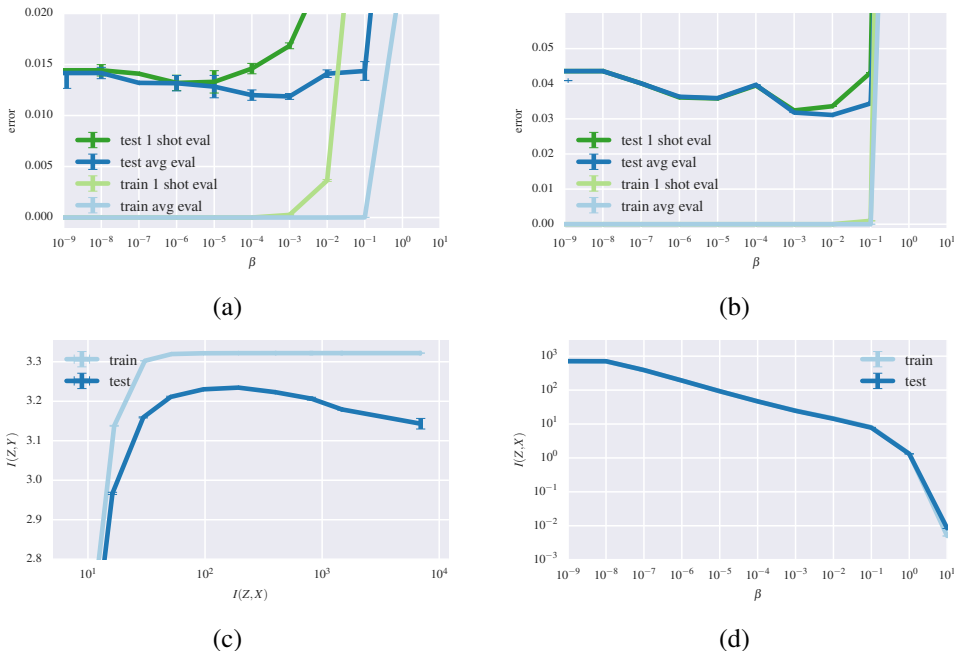 0.020
0.015
0.010
0.005
0.000
error
test 1 shot eval
test avg eval
train 1 shot eval
train avg eval
10⁻⁹ 10⁻⁸ 10⁻⁷ 10⁻⁶ 10⁻⁵ 10⁻⁴ 10⁻³ 10⁻² 10⁻¹ 10⁰ 10¹
β
(a)
0.06
0.05
0.04
0.03
0.02
0.01
0.00
error
test 1 shot eval
test avg eval
train 1 shot eval
train avg eval
10⁻⁹ 10⁻⁸ 10⁻⁷ 10⁻⁶ 10⁻⁵ 10⁻⁴ 10⁻³ 10⁻² 10⁻¹ 10⁰ 10¹
β
(b)
3.3
3.2
3.1
3.0
2.9
2.8
I(Z,Y)
train
test
10¹ 10² 10³ 10⁴
I(Z,X)
(c)
10³
10²
10¹
10⁰
10⁻¹
10⁻²
10⁻³
I(Z,X)
train
test
10⁻⁹ 10⁻⁸ 10⁻⁷ 10⁻⁶ 10⁻⁵ 10⁻⁴ 10⁻³ 10⁻² 10⁻¹ 10⁰ 10¹
β
(d)